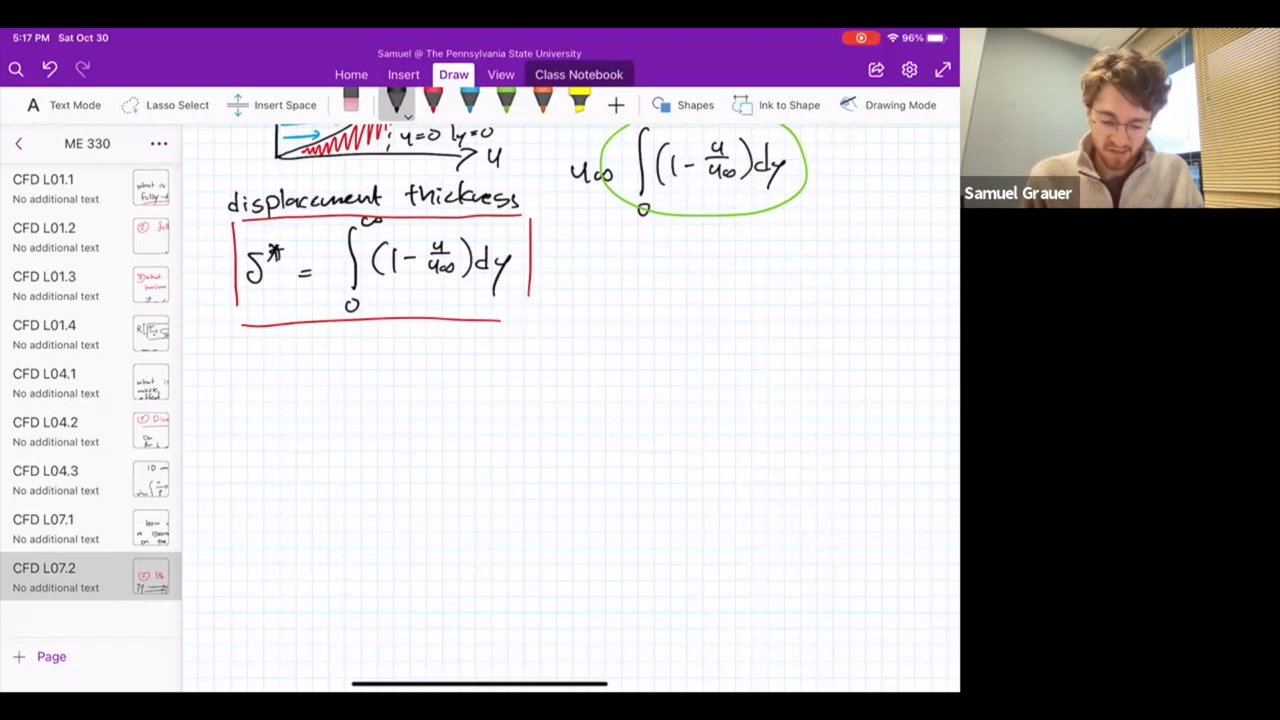 5:17 PM Sat Oct 30
96%
Samuel @ The Pennsylvania State University
Home Insert Draw View Class Notebook
A Text Mode Lasso Select Insert Space + Shapes Ink to Shape Drawing Mode
ME 330
CFD L01.1
No additional text
CFD L01.2
No additional text
CFD L01.3
No additional text
CFD L01.4
No additional text
CFD L04.1
No additional text
CFD L04.2
No additional text
CFD L04.3
No additional text
CFD L07.1
No additional text
CFD L07.2
No additional text
+ Page
u=0 | y=0
u
u∞ ∫ 0 (1 - u/u∞) dy
displacement thickness
δ* = ∫ 0 ∞ (1 - u/u∞) dy
Samuel Grauer